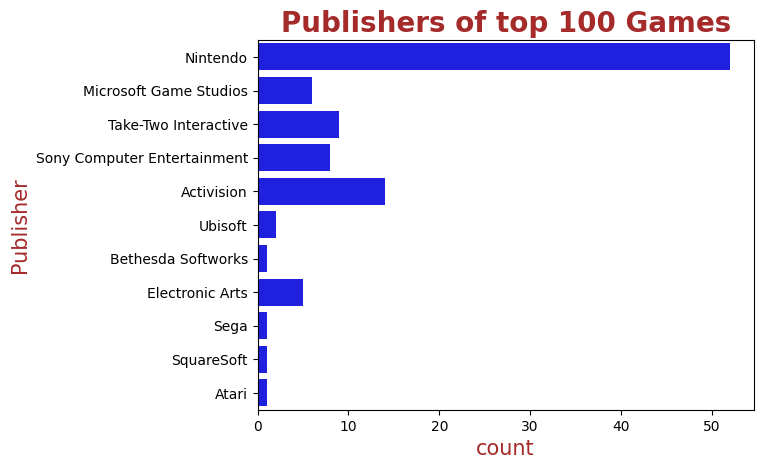 Publishers of top 100 Games
Publisher
Nintendo
Microsoft Game Studios
Take-Two Interactive
Sony Computer Entertainment
Activision
Ubisoft
Bethesda Softworks
Electronic Arts
Sega
SquareSoft
Atari
0 10 20 30 40 50
count